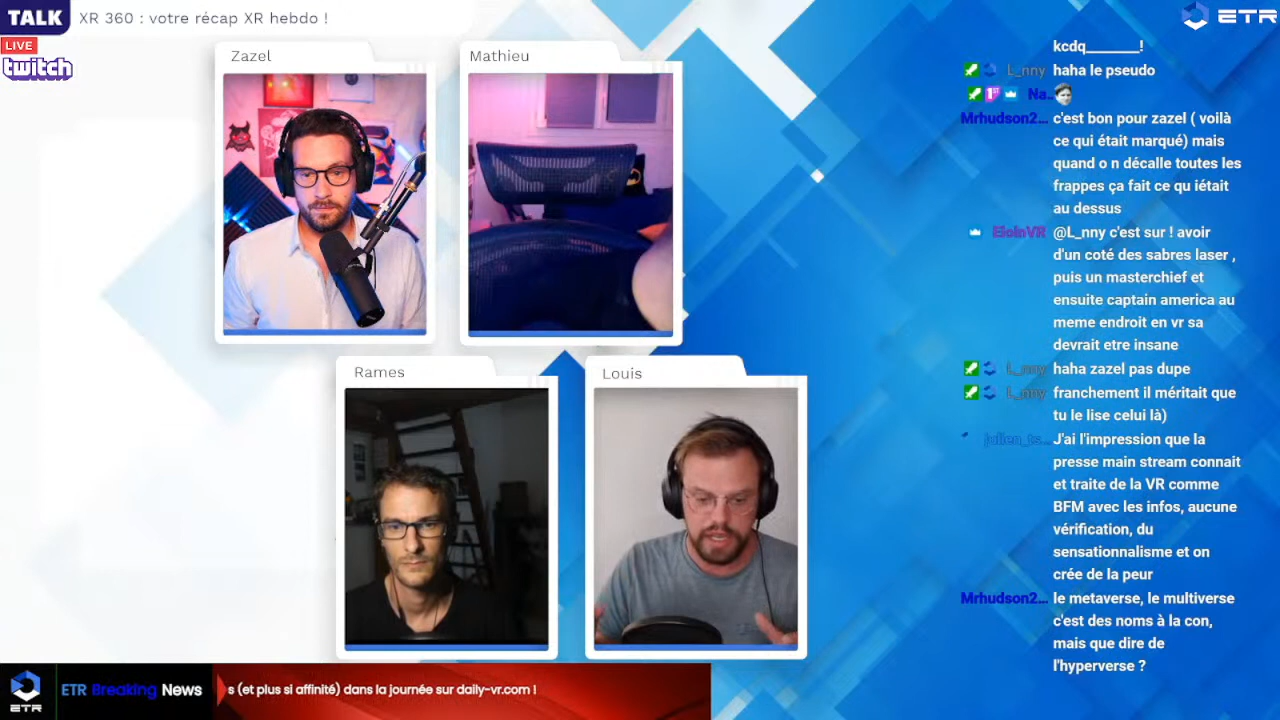 TALK
XR 360 : votre récap XR hebdo !
ETR
LIVE
twitch
Zazel
Mathieu
Rames
Louis
kcdq_______!
L_nny haha le pseudo
Na..
Mrhudson2... c'est bon pour zazel ( voilà
ce qui était marqué) mais
quand o n décalle toutes les
frappes ça fait ce qu iétait
au dessus
EloinVR @L_nny c'est sur ! avoir
d'un coté des sabres laser ,
puis un masterchief et
ensuite captain america au
meme endroit en vr sa
devrait etre insane
L_nny haha zazel pas dupe
L_nny franchement il méritait que
tu le lise celui là)
julien_ts... J'ai l'impression que la
presse main stream connait
et traite de la VR comme
BFM avec les infos, aucune
vérification, du
sensationnalisme et on
crée de la peur
Mrhudson2... le metaverse, le multiverse
c'est des noms à la con,
mais que dire de
l'hyperverse ?
ETR
ETR Breaking News
s (et plus si affinité) dans la journée sur daily-vr.com !